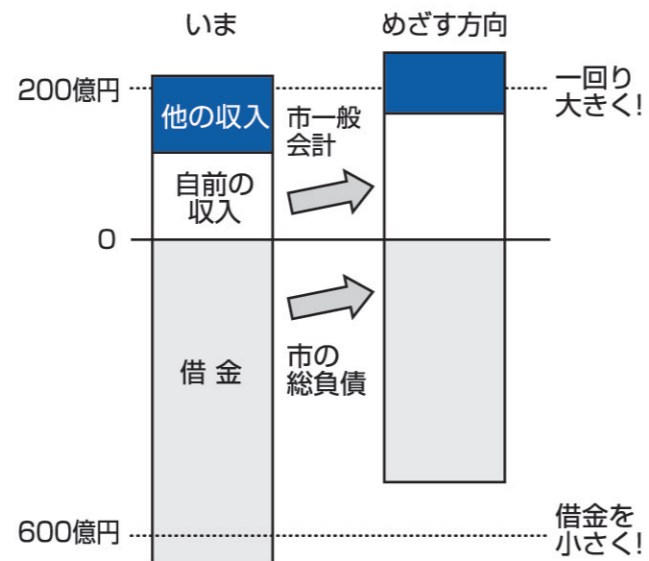 いま
めざす方向
200億円
他の収入
市一般
会計
一回り
大きく!
自前の
収入
0
借金
市の
総負債
600億円
借金を
小さく!